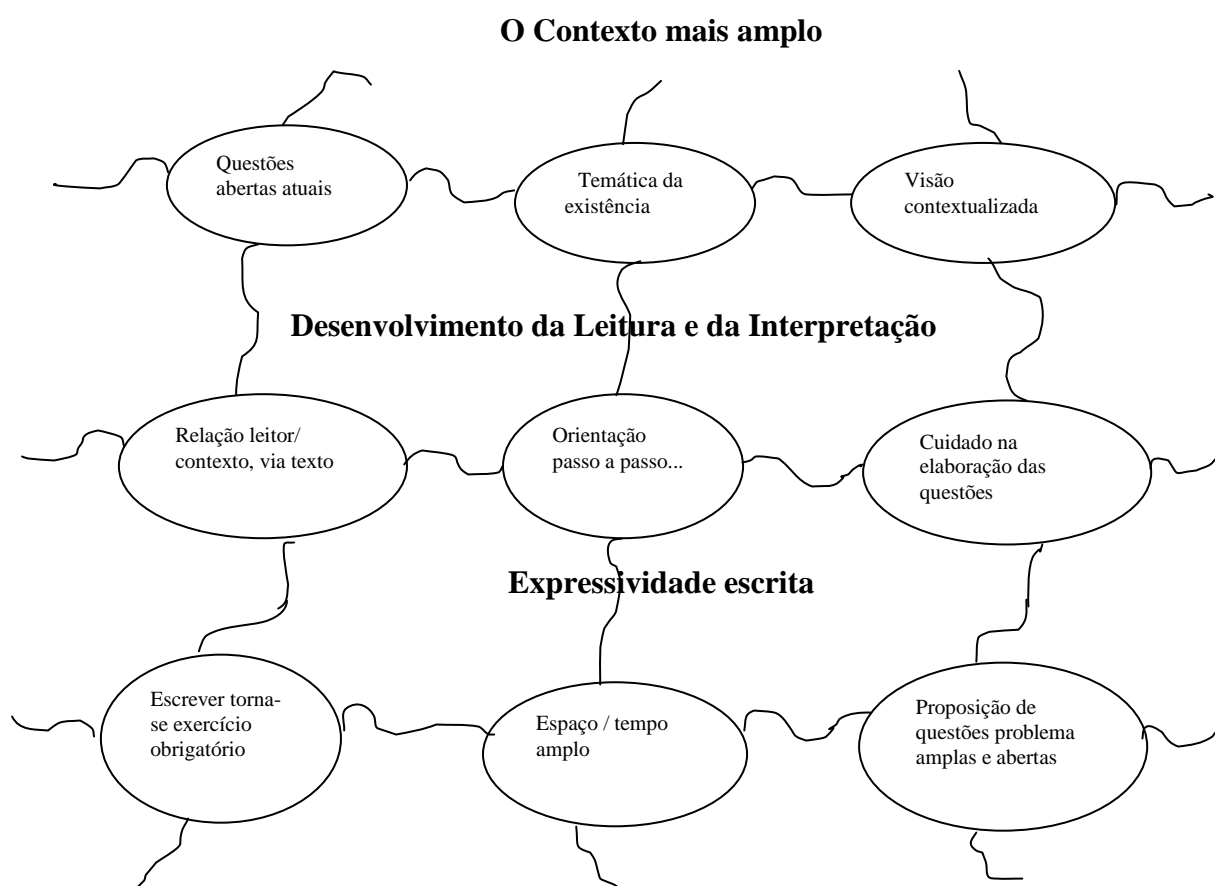 O Contexto mais amplo
Questões
abertas atuais
Temática da
existência
Visão
contextualizada
Desenvolvimento da Leitura e da Interpretação
Relação leitor/
contexto, via texto
Orientação
passo a passo...
Cuidado na
elaboração das
questões
Expressividade escrita
Escrever torna-
se exercício
obrigatório
Espaço / tempo
amplo
Proposição de
questões problema
amplas e abertas